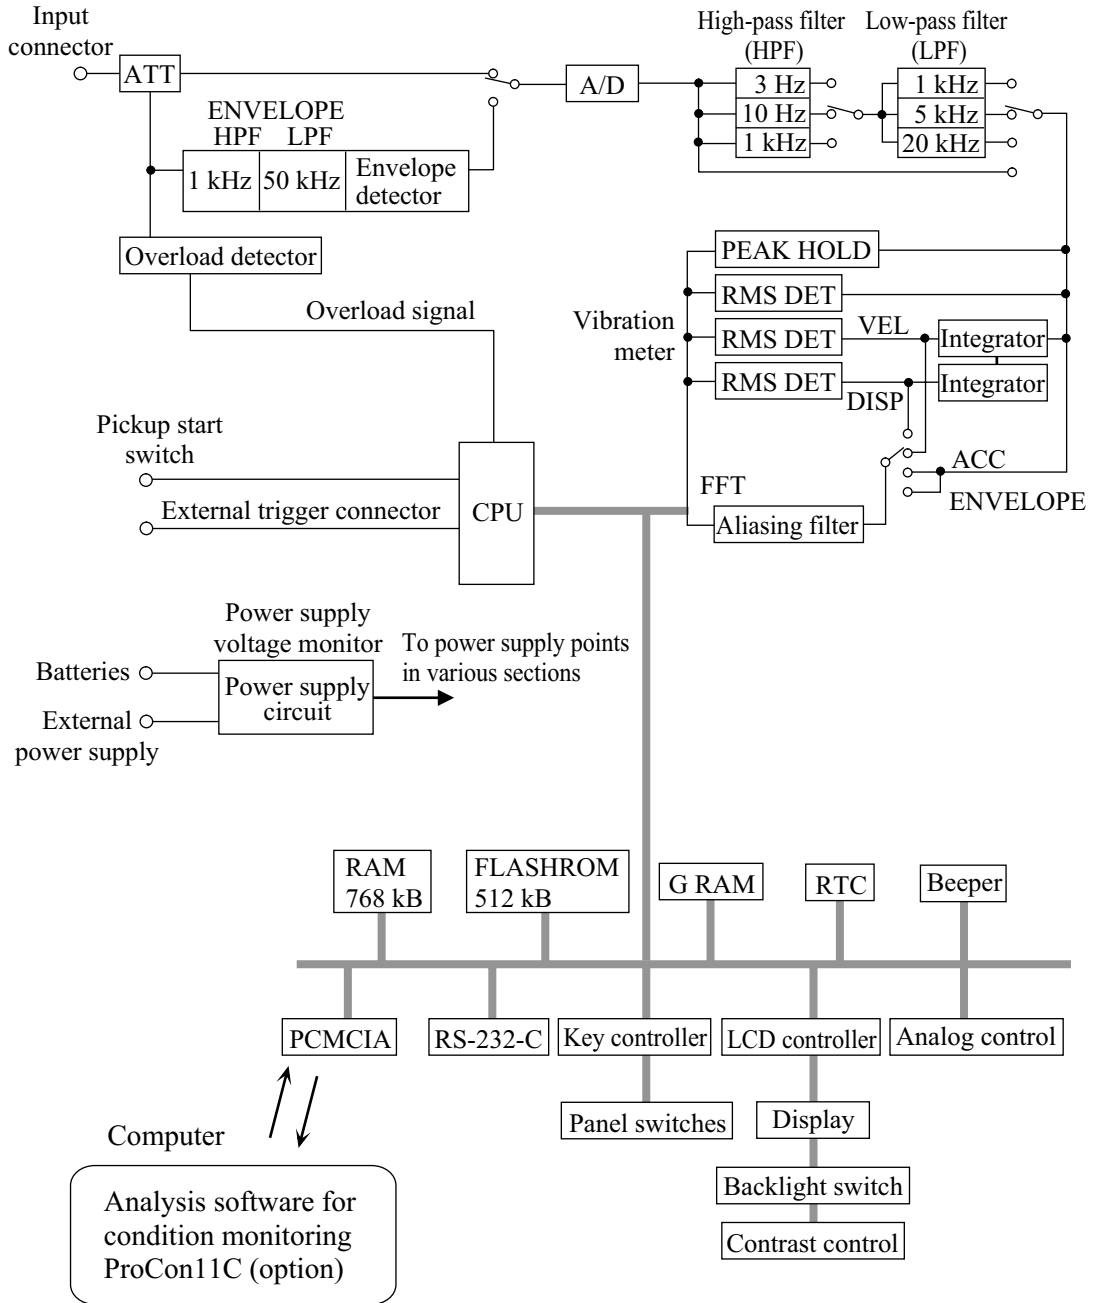 Input
connector
ATT
ENVELOPE
HPF LPF
1 kHz 50 kHz Envelope
detector
A/D
High-pass filter
(HPF)
3 Hz
10 Hz
1 kHz
Low-pass filter
(LPF)
1 kHz
5 kHz
20 kHz
Overload detector
Overload signal
Vibration
meter
PEAK HOLD
RMS DET
RMS DET
VEL
Integrator
RMS DET
DISP
Integrator
ACC
ENVELOPE
FFT
Aliasing filter
Pickup start
switch
External trigger connector
CPU
Power supply
voltage monitor
Batteries
External
power supply
Power supply
circuit
To power supply points
in various sections
RAM
768 kB
FLASHROM
512 kB
G RAM
RTC
Beeper
PCMCIA
RS-232-C
Key controller
LCD controller
Analog control
Panel switches
Display
Backlight switch
Contrast control
Computer
Analysis software for
condition monitoring
ProCon11C (option)